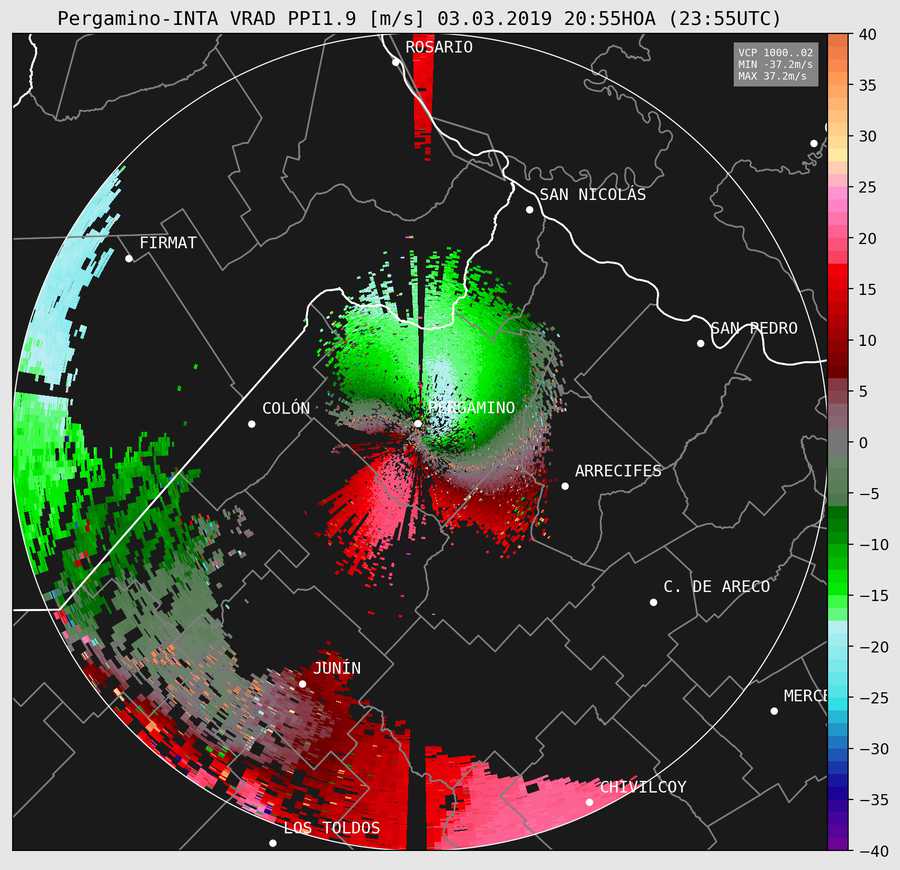 Pergamino-INTA VRAD PPI1.9 [m/s] 03.03.2019 20:55HOA (23:55UTC)
VCP 1000..02
MIN -37.2m/s
MAX 37.2m/s
ROSARIO
SAN NICOLÁS
FIRMAT
SAN PEDRO
COLÓN
PERGAMINO
ARRECIFES
C. DE ARECO
JUNÍN
MERCE
CHIVILCOY
LOS TOLDOS
40
35
30
25
20
15
10
5
0
−5
−10
−15
−20
−25
−30
−35
−40